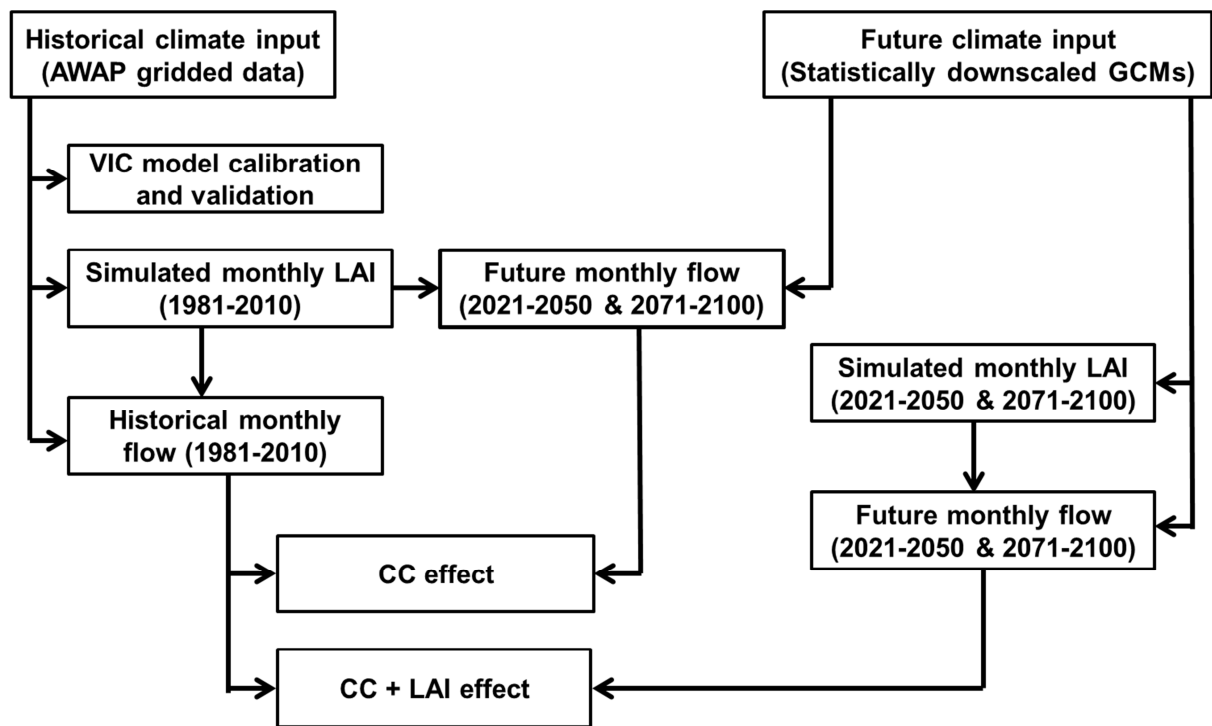 Historical climate input
(AWAP gridded data)
Future climate input
(Statistically downscaled GCMs)
VIC model calibration
and validation
Simulated monthly LAI
(1981-2010)
Future monthly flow
(2021-2050 & 2071-2100)
Simulated monthly LAI
(2021-2050 & 2071-2100)
Historical monthly
flow (1981-2010)
Future monthly flow
(2021-2050 & 2071-2100)
CC effect
CC + LAI effect